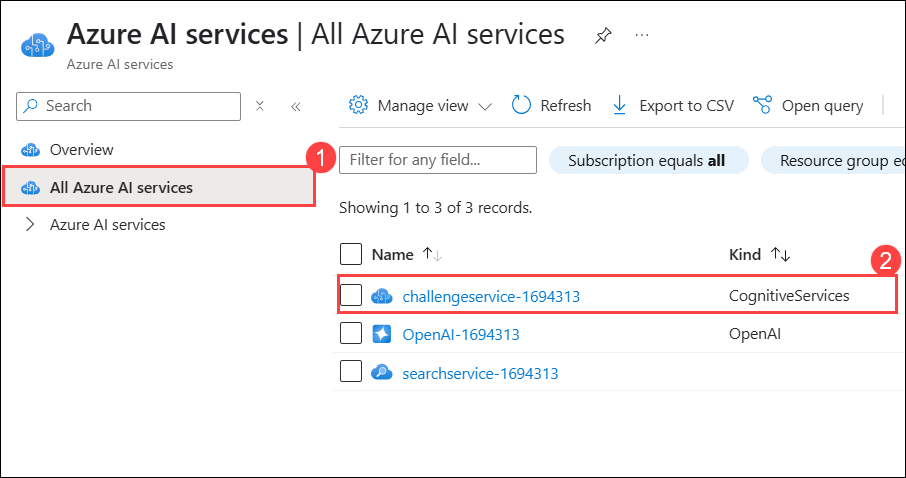 Azure AI services | All Azure AI services ...
Azure AI services
Search
Manage view
Refresh
Export to CSV
Open query
Overview
1
All Azure AI services
Azure AI services
Filter for any field...
Subscription equals all
Resource group eq
Showing 1 to 3 of 3 records.
Name
Kind
2
challengeservice-1694313
CognitiveServices
OpenAI-1694313
OpenAI
searchservice-1694313